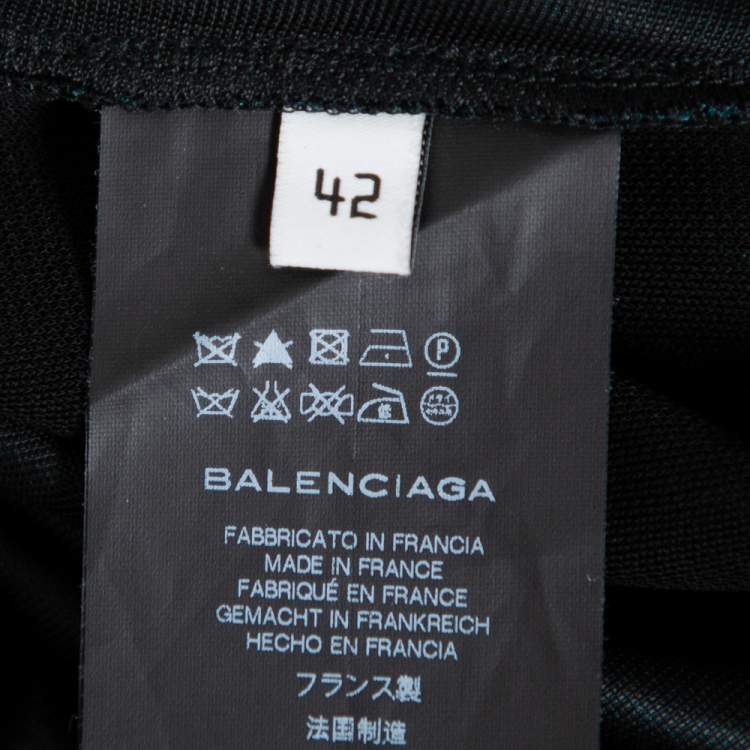 42
P
BALENCIAGA
FABBRICATO IN FRANCIA
MADE IN FRANCE
FABRIQUÉ EN FRANCE
GEMACHT IN FRANKREICH
HECHO EN FRANCIA
フランス製
法国制造